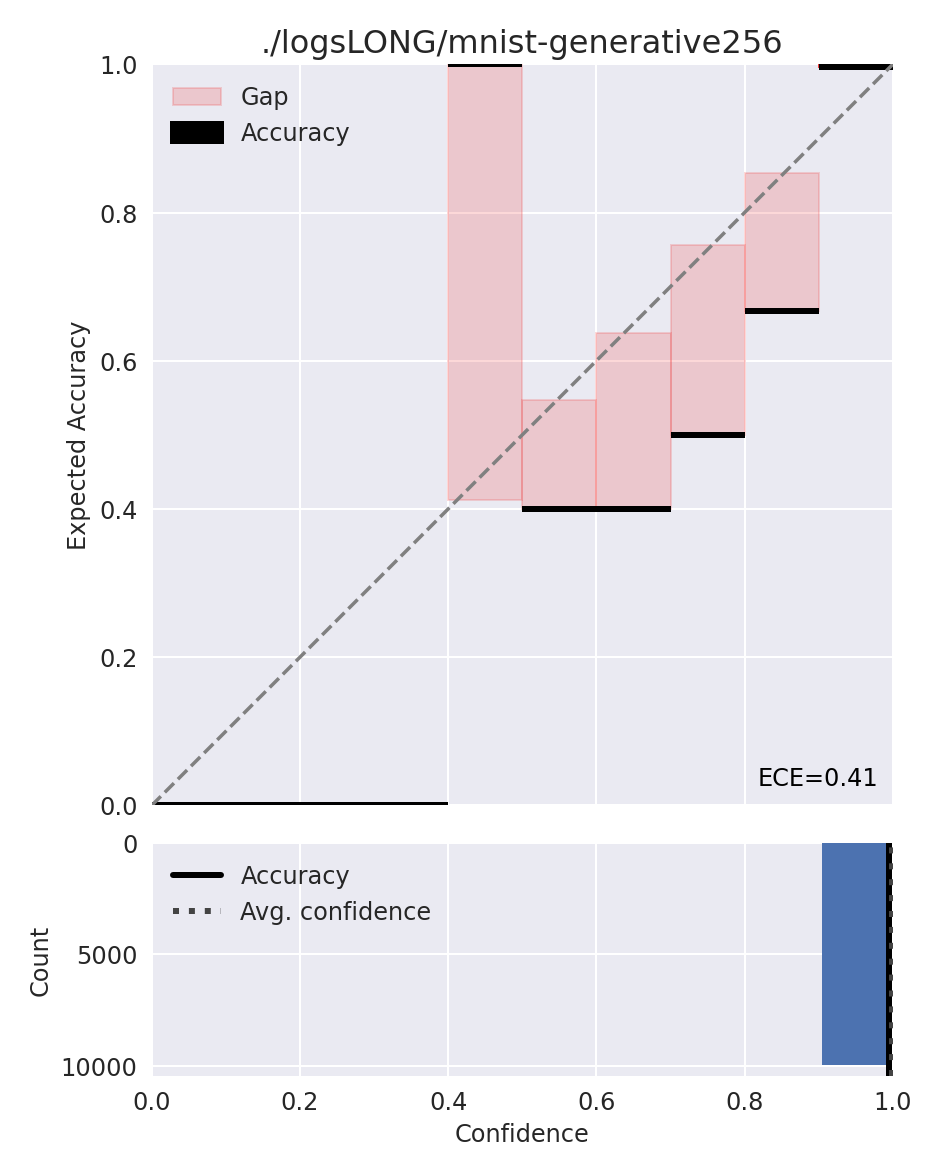 ./logsLONG/mnist-generative256
1.0
0.8
0.6
0.4
0.2
0.0
Expected Accuracy
Gap
Accuracy
ECE=0.41
0
5000
10000
Count
Accuracy
Avg. confidence
0.0 0.2 0.4 0.6 0.8 1.0
Confidence